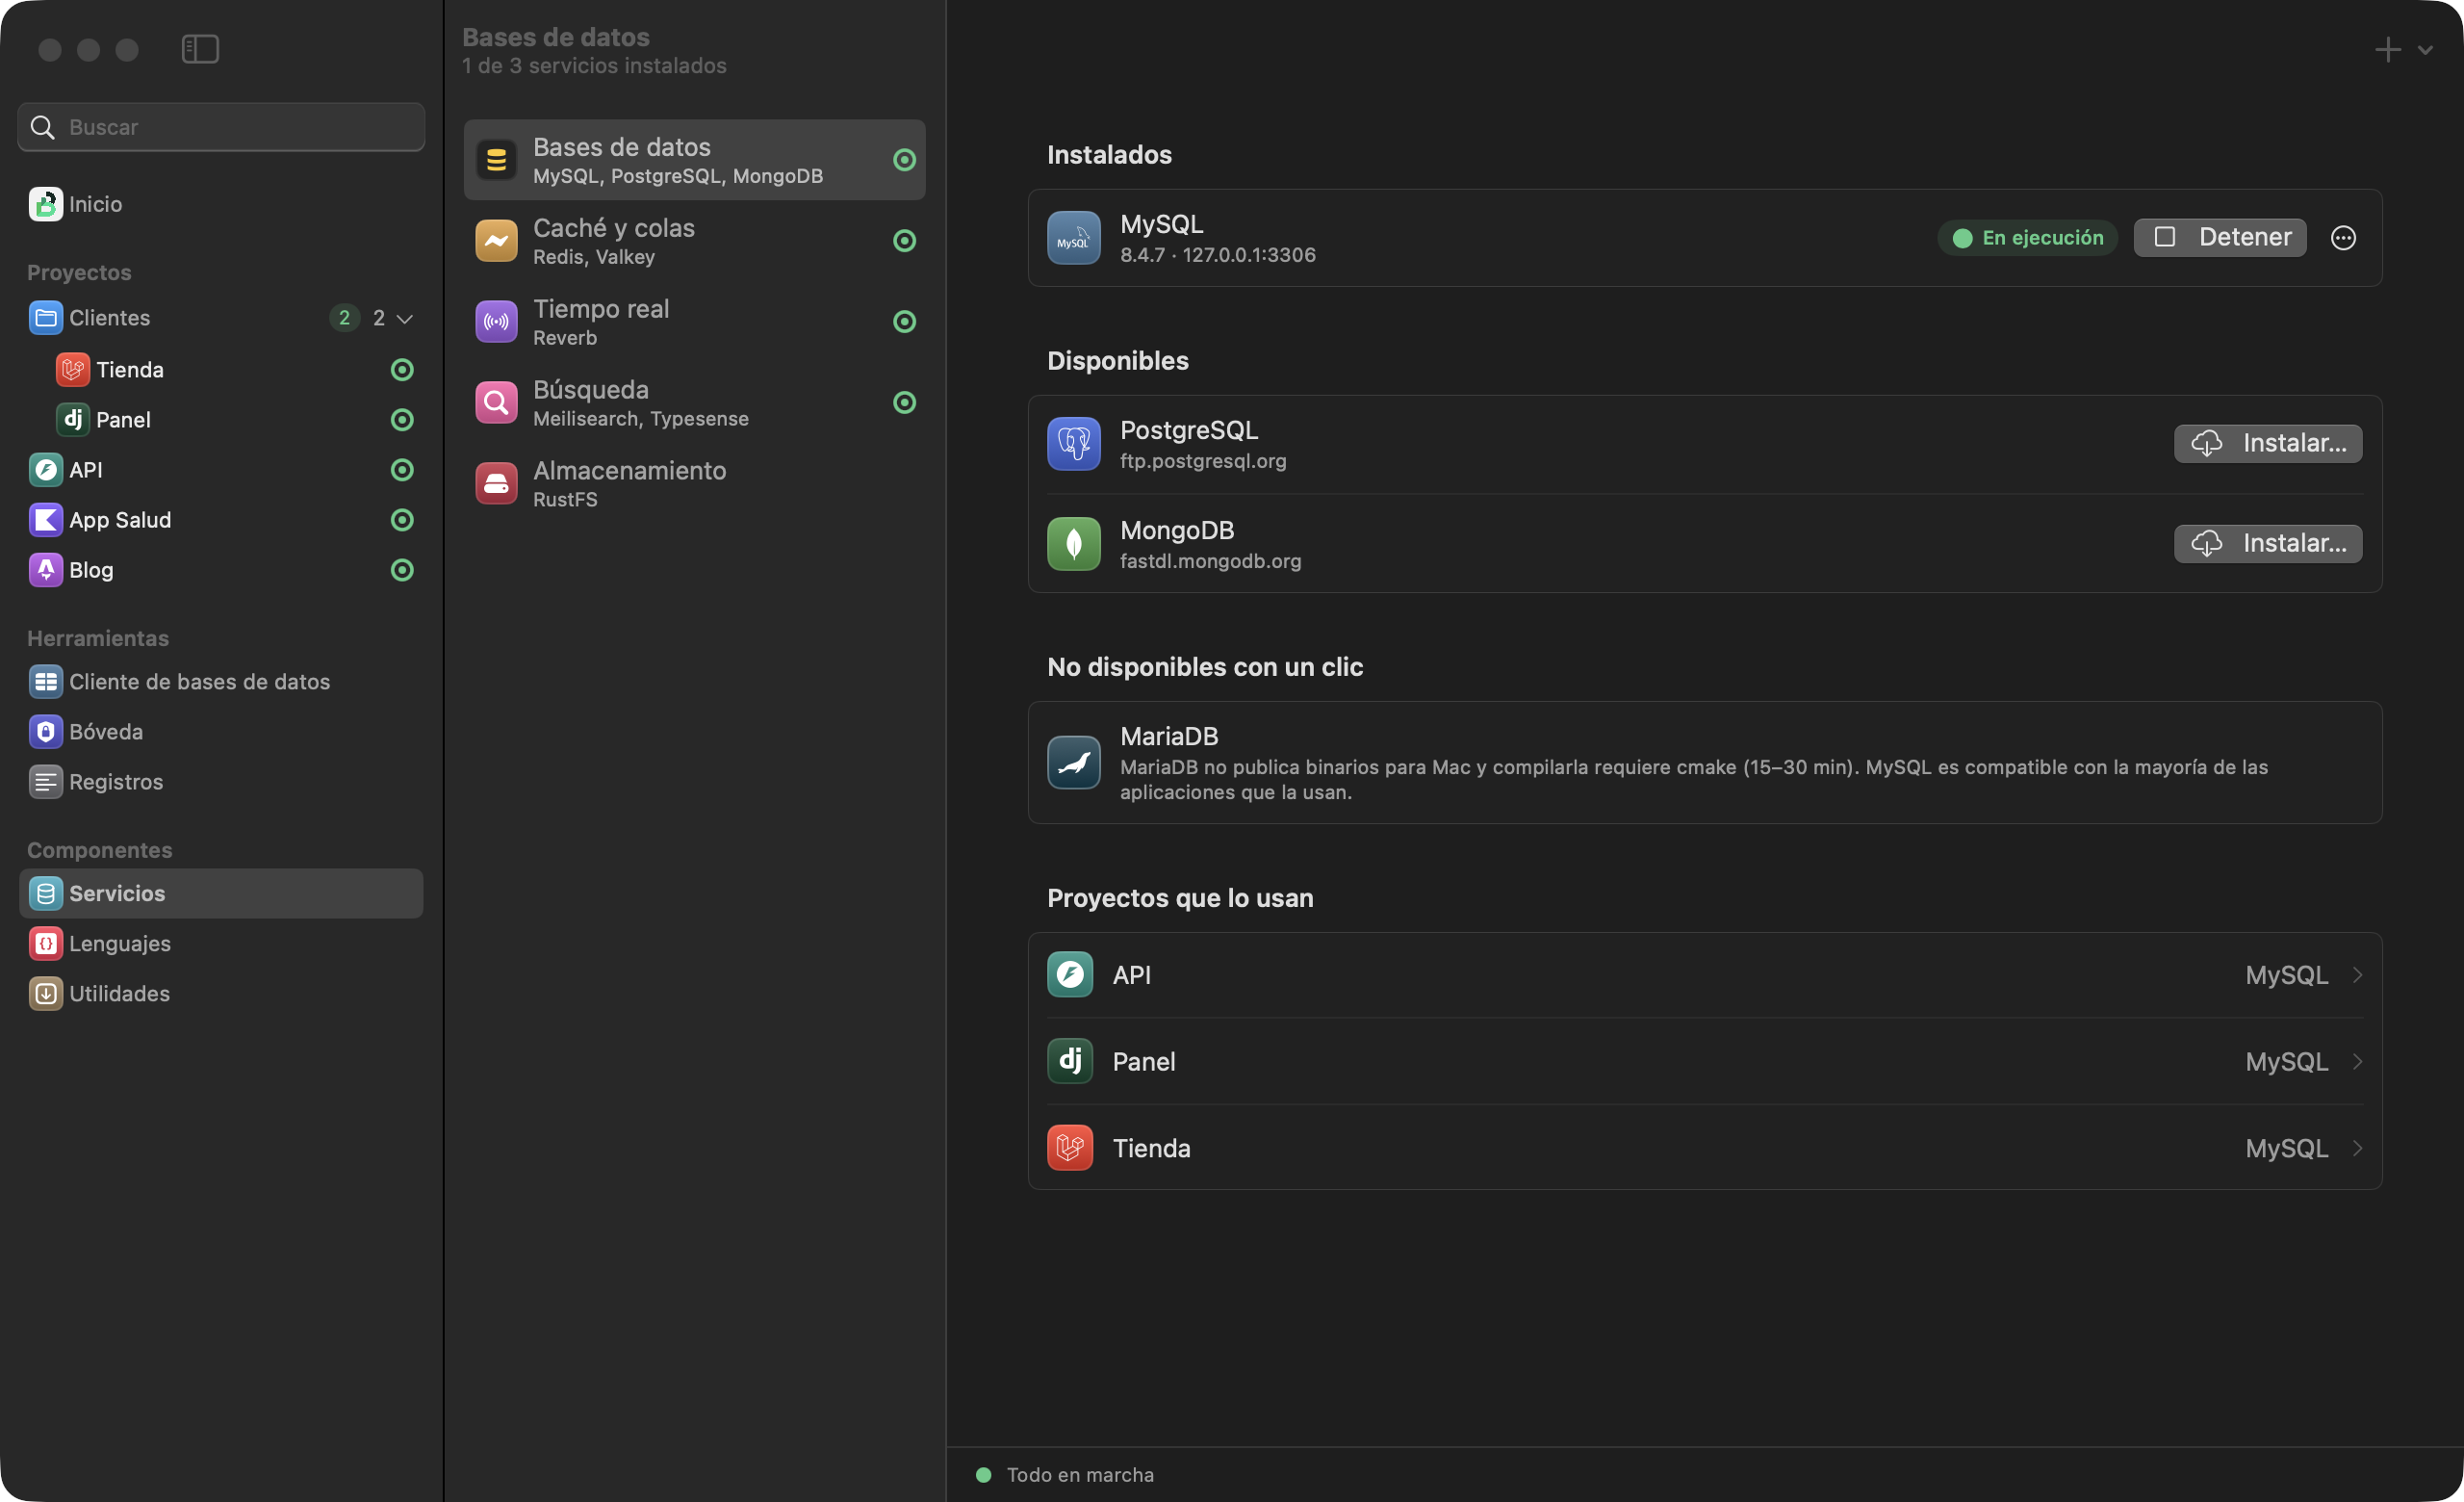 Buscar
Inicio
Proyectos
Clientes 2 2
Tienda
dj Panel
API
App Salud
Blog
Herramientas
Cliente de bases de datos
Bóveda
Registros
Componentes
Servicios
{} Lenguajes
Utilidades
Bases de datos
1 de 3 servicios instalados
Bases de datos
MySQL, PostgreSQL, MongoDB
Caché y colas
Redis, Valkey
Tiempo real
Reverb
Búsqueda
Meilisearch, Typesense
Almacenamiento
RustFS
Instalados
MySQL
MySQL
8.4.7 · 127.0.0.1:3306
En ejecución
Detener
Disponibles
PostgreSQL
ftp.postgresql.org
Instalar...
MongoDB
fastdl.mongodb.org
Instalar...
No disponibles con un clic
MariaDB
MariaDB no publica binarios para Mac y compilarla requiere cmake (15–30 min). MySQL es compatible con la mayoría de las
aplicaciones que la usan.
Proyectos que lo usan
API MySQL
dj Panel MySQL
Tienda MySQL
Todo en marcha